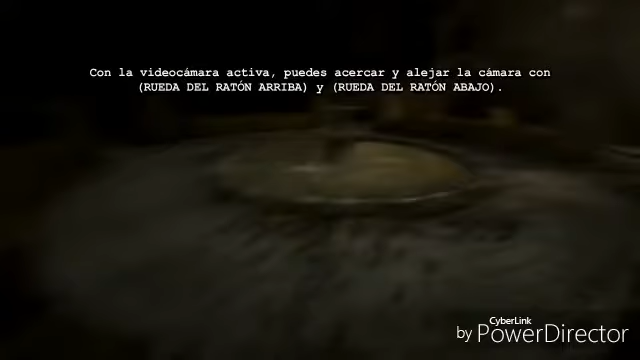 Con la videocámara activa, puedes acercar y alejar la cámara con
(RUEDA DEL RATÓN ARRIBA) y (RUEDA DEL RATÓN ABAJO).
CyberLink
by PowerDirector